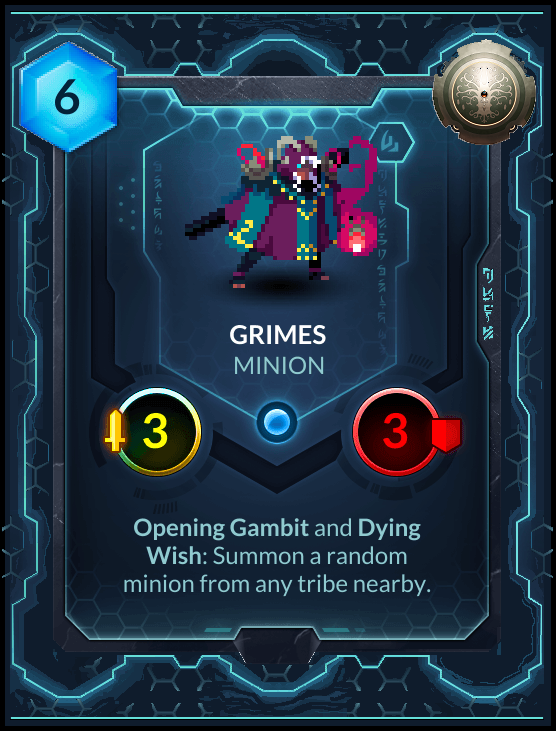 6
GRIMES
MINION
3
3
Opening Gambit and Dying
Wish: Summon a random
minion from any tribe nearby.